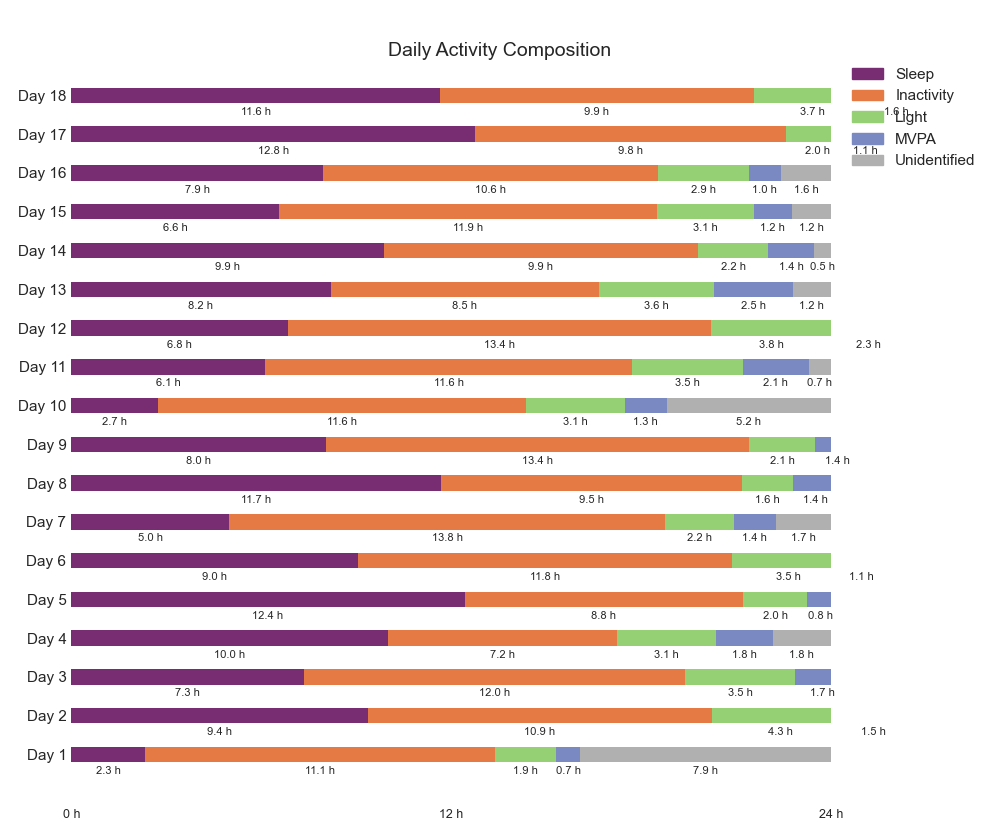 Daily Activity Composition
Sleep
Inactivity
Light
MVPA
Unidentified
Day 18
11.6 h 9.9 h 3.7 h 1.6 h
Day 17
12.8 h 9.8 h 2.0 h 1.1 h
Day 16
7.9 h 10.6 h 2.9 h 1.0 h 1.6 h
Day 15
6.6 h 11.9 h 3.1 h 1.2 h 1.2 h
Day 14
9.9 h 9.9 h 2.2 h 1.4 h 0.5 h
Day 13
8.2 h 8.5 h 3.6 h 2.5 h 1.2 h
Day 12
6.8 h 13.4 h 3.8 h 2.3 h
Day 11
6.1 h 11.6 h 3.5 h 2.1 h 0.7 h
Day 10
2.7 h 11.6 h 3.1 h 1.3 h 5.2 h
Day 9
8.0 h 13.4 h 2.1 h 1.4 h
Day 8
11.7 h 9.5 h 1.6 h 1.4 h
Day 7
5.0 h 13.8 h 2.2 h 1.4 h 1.7 h
Day 6
9.0 h 11.8 h 3.5 h 1.1 h
Day 5
12.4 h 8.8 h 2.0 h 0.8 h
Day 4
10.0 h 7.2 h 3.1 h 1.8 h 1.8 h
Day 3
7.3 h 12.0 h 3.5 h 1.7 h
Day 2
9.4 h 10.9 h 4.3 h 1.5 h
Day 1
2.3 h 11.1 h 1.9 h 0.7 h 7.9 h
0 h 12 h 24 h